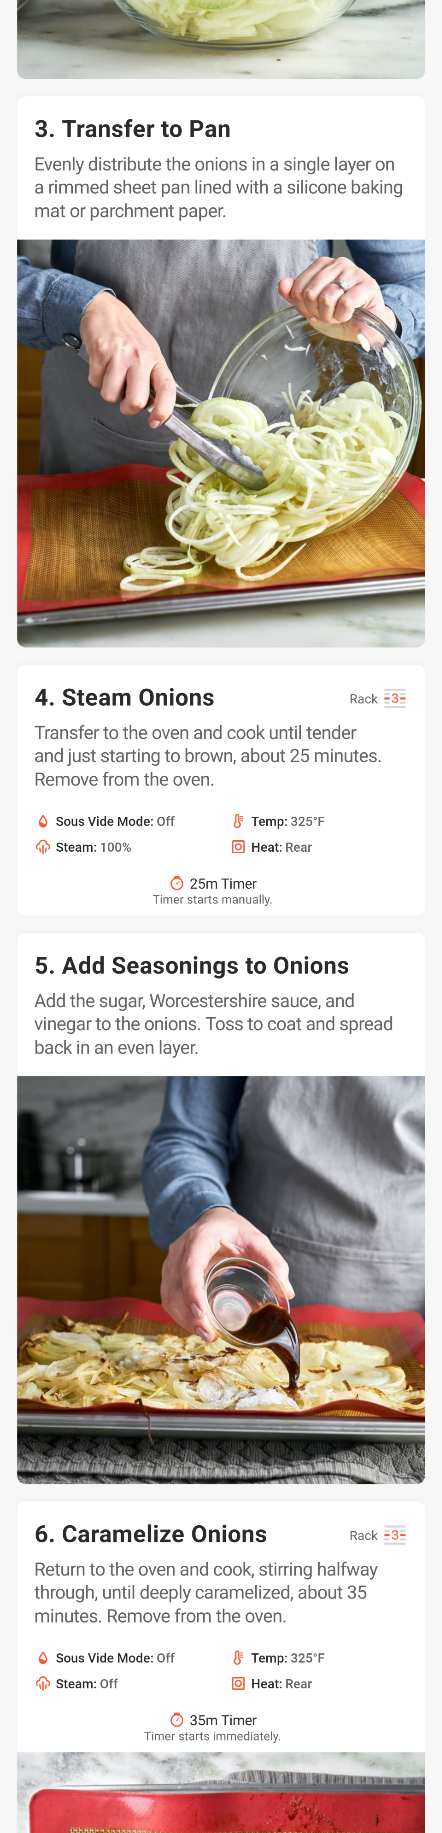 3. Transfer to Pan
Evenly distribute the onions in a single layer on
a rimmed sheet pan lined with a silicone baking
mat or parchment paper.
4. Steam Onions
Rack 3
Transfer to the oven and cook until tender
and just starting to brown, about 25 minutes.
Remove from the oven.
Sous Vide Mode: Off
Temp: 325°F
Steam: 100%
Heat: Rear
25m Timer
Timer starts manually.
5. Add Seasonings to Onions
Add the sugar, Worcestershire sauce, and
vinegar to the onions. Toss to coat and spread
back in an even layer.
6. Caramelize Onions
Rack 3
Return to the oven and cook, stirring halfway
through, until deeply caramelized, about 35
minutes. Remove from the oven.
Sous Vide Mode: Off
Temp: 325°F
Steam: Off
Heat: Rear
35m Timer
Timer starts immediately.